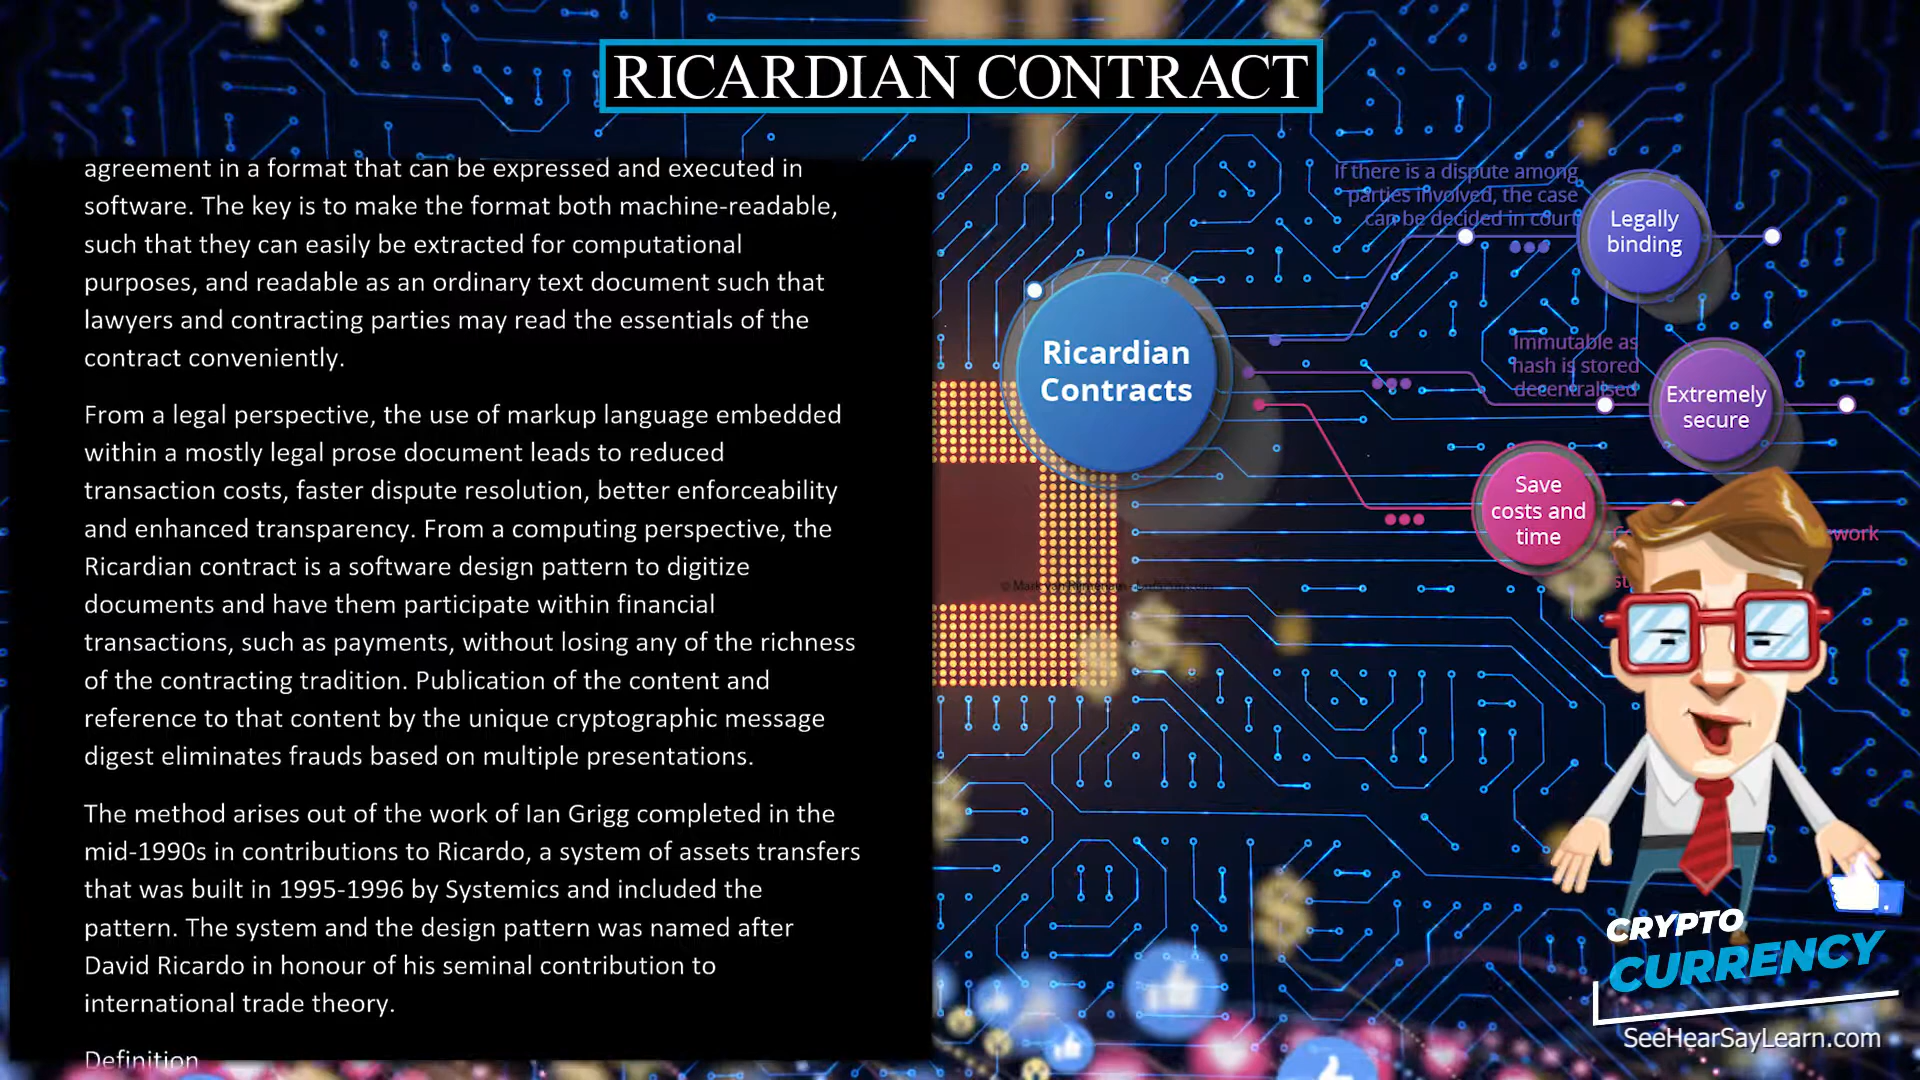 RICARDIAN CONTRACT
agreement in a format that can be expressed and executed in
software. The key is to make the format both machine-readable,
such that they can easily be extracted for computational
purposes, and readable as an ordinary text document such that
lawyers and contracting parties may read the essentials of the
contract conveniently.
From a legal perspective, the use of markup language embedded
within a mostly legal prose document leads to reduced
transaction costs, faster dispute resolution, better enforceability
and enhanced transparency. From a computing perspective, the
Ricardian contract is a software design pattern to digitize
documents and have them participate within financial
transactions, such as payments, without losing any of the richness
of the contracting tradition. Publication of the content and
reference to that content by the unique cryptographic message
digest eliminates frauds based on multiple presentations.
The method arises out of the work of Ian Grigg completed in the
mid-1990s in contributions to Ricardo, a system of assets transfers
that was built in 1995-1996 by Systemics and included the
pattern. The system and the design pattern was named after
David Ricardo in honour of his seminal contribution to
international trade theory.
Definition
If there is a dispute among
parties involved, the case
can be decided in court
Legally
binding
Ricardian
Contracts
Immutable as
hash is stored
decentralised
Extremely
secure
Save
costs and
time
work
CRYPTO
CURRENCY
SeeHearSayLearn.com